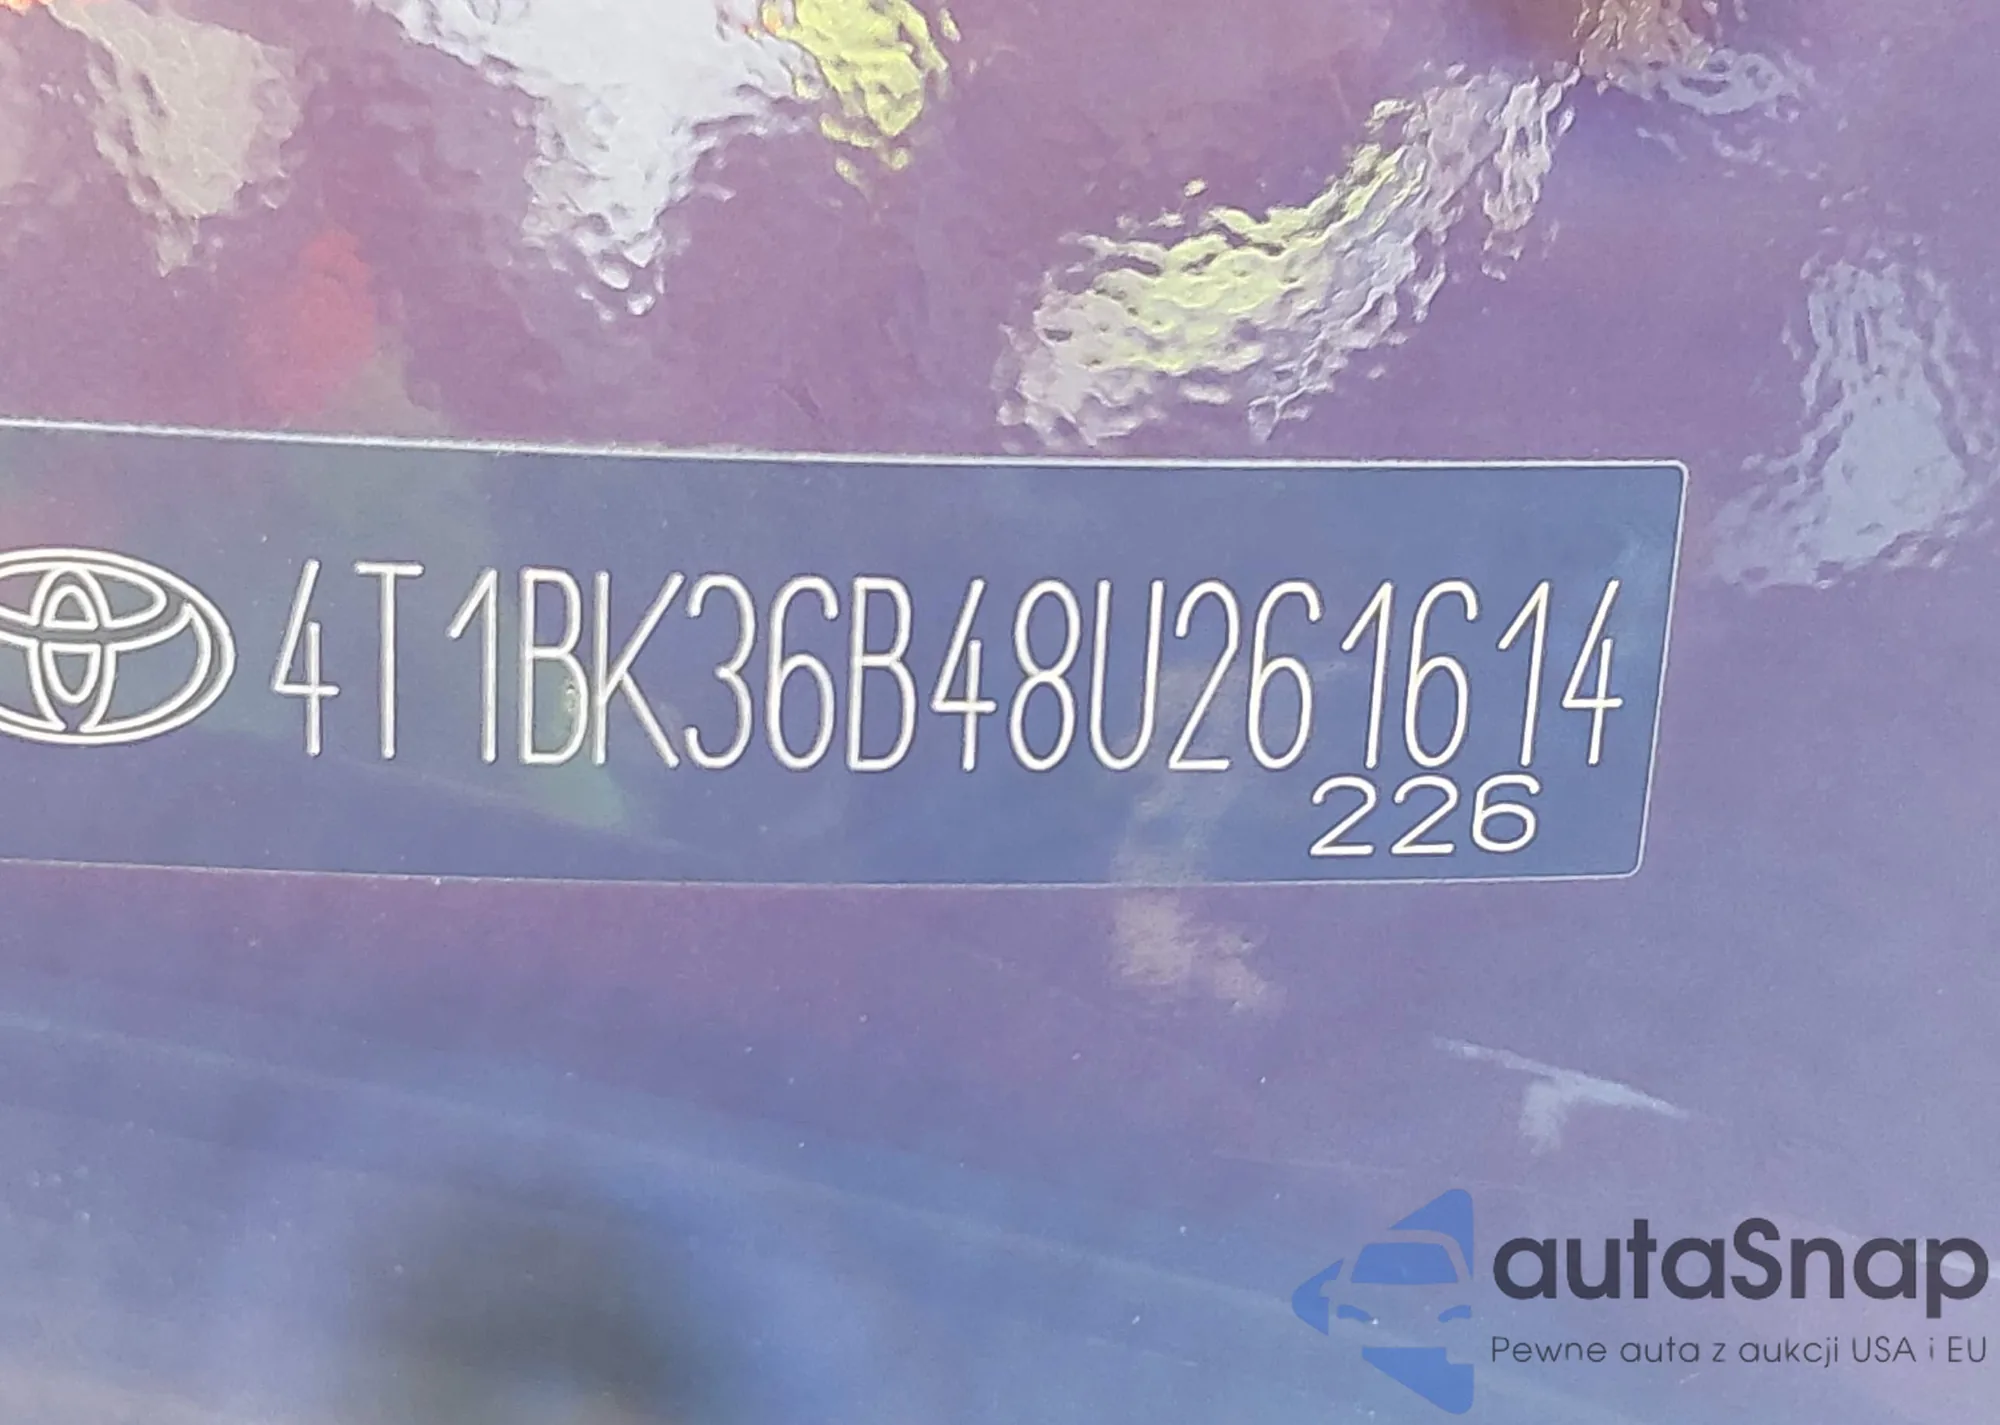 4T1BK36B48U261614
226
autaSnap
Pewne auta z aukcji USA i EU